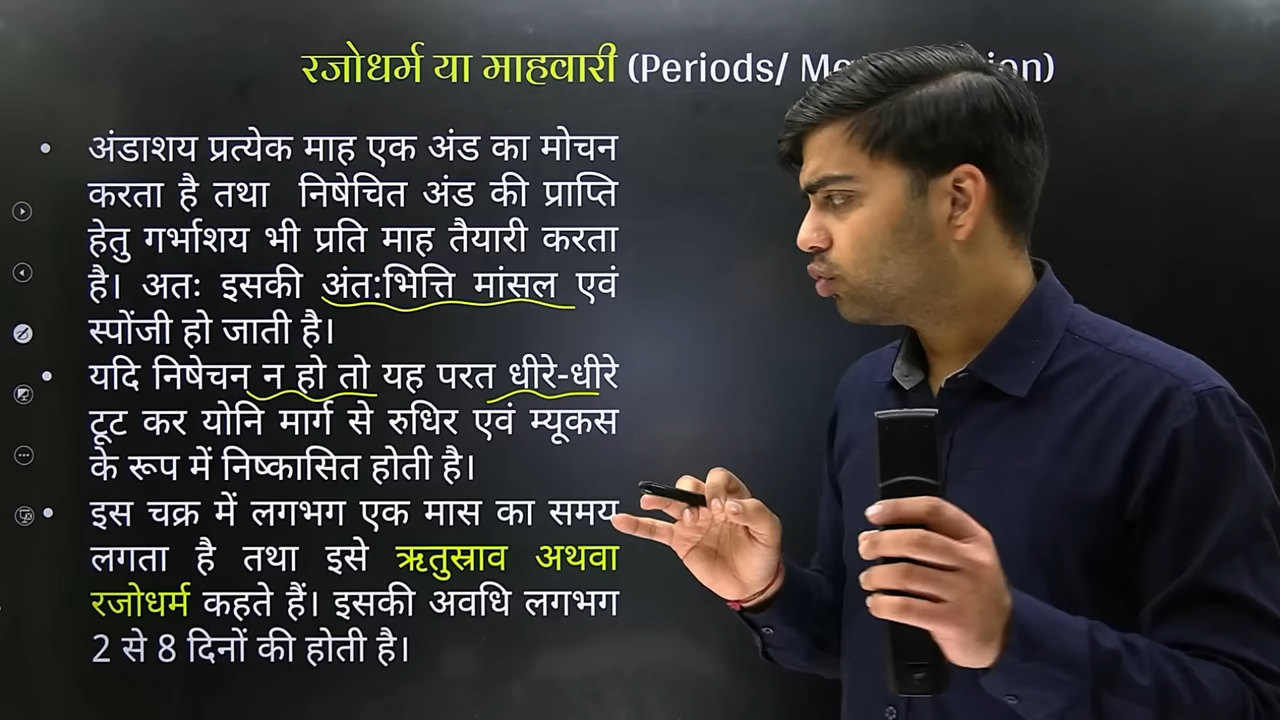 रजोधर्म या माहवारी (Periods/
अंडाशय प्रत्येक माह एक अंड का मोचन
करता है तथा निषेचित अंड की प्राप्ति
हेतु गर्भाशय भी प्रति माह तैयारी करता
है। अतः इसकी अंत:भित्ति मांसल एवं
स्पोंजी हो जाती है।
यदि निषेचन न हो तो यह परत धीरे-धीरे
टूट कर योनि मार्ग से रुधिर एवं म्यूकस
के रूप में निष्कासित होती है।
इस चक्र में लगभग एक मास का समय
लगता है तथा इसे ऋतुस्राव अथवा
रजोधर्म कहते हैं। इसकी अवधि लगभग
2 से 8 दिनों की होती है।